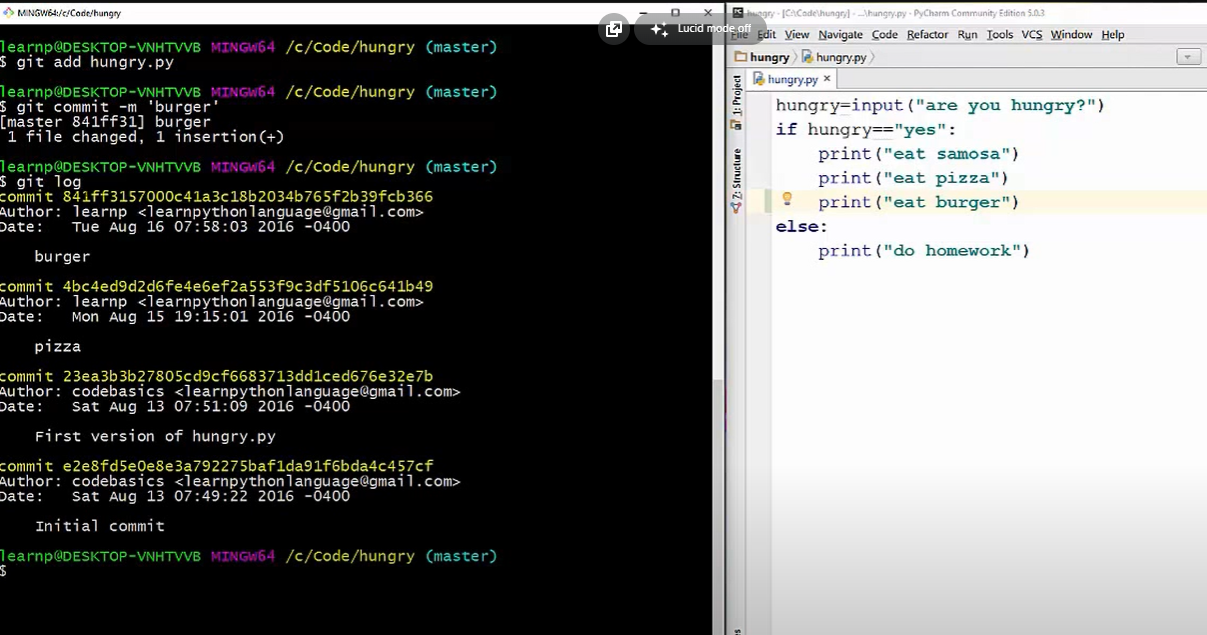 MINGW64:/c/Code/hungry
learnp@DESKTOP-VNHTVVB MINGW64 /c/Code/hungry (master)
$ git add hungry.py
learnp@DESKTOP-VNHTVVB MINGW64 /c/Code/hungry (master)
$ git commit -m 'burger'
[master 841ff31] burger
1 file changed, 1 insertion(+)
learnp@DESKTOP-VNHTVVB MINGW64 /c/Code/hungry (master)
$ git log
commit 841ff3157000c41a3c18b2034b765f2b39fcb366
Author: learnp <learnpythonlanguage@gmail.com>
Date:   Tue Aug 16 07:58:03 2016 -0400
burger
commit 4bc4ed9d2d6fe4e6ef2a553f9c3df5106c641b49
Author: learnp <learnpythonlanguage@gmail.com>
Date:   Mon Aug 15 19:15:01 2016 -0400
pizza
commit 23ea3b3b27805cd9cf6683713dd1ced676e32e7b
Author: codebasics <learnpythonlanguage@gmail.com>
Date:   Sat Aug 13 07:51:09 2016 -0400
First version of hungry.py
commit e2e8fd5e0e8e3a792275baf1da91f6bda4c457cf
Author: codebasics <learnpythonlanguage@gmail.com>
Date:   Sat Aug 13 07:49:22 2016 -0400
Initial commit
learnp@DESKTOP-VNHTVVB MINGW64 /c/Code/hungry (master)
$
Lucid mode off
hungry - [C:\Code\hungry] - ...\hungry.py - PyCharm Community Edition 5.0.3
File Edit View Navigate Code Refactor Run Tools VCS Window Help
hungry hungry.py
hungry.py
1: Project
7: Structure
hungry=input("are you hungry?")
if hungry=="yes":
    print("eat samosa")
    print("eat pizza")
    print("eat burger")
else:
    print("do homework")